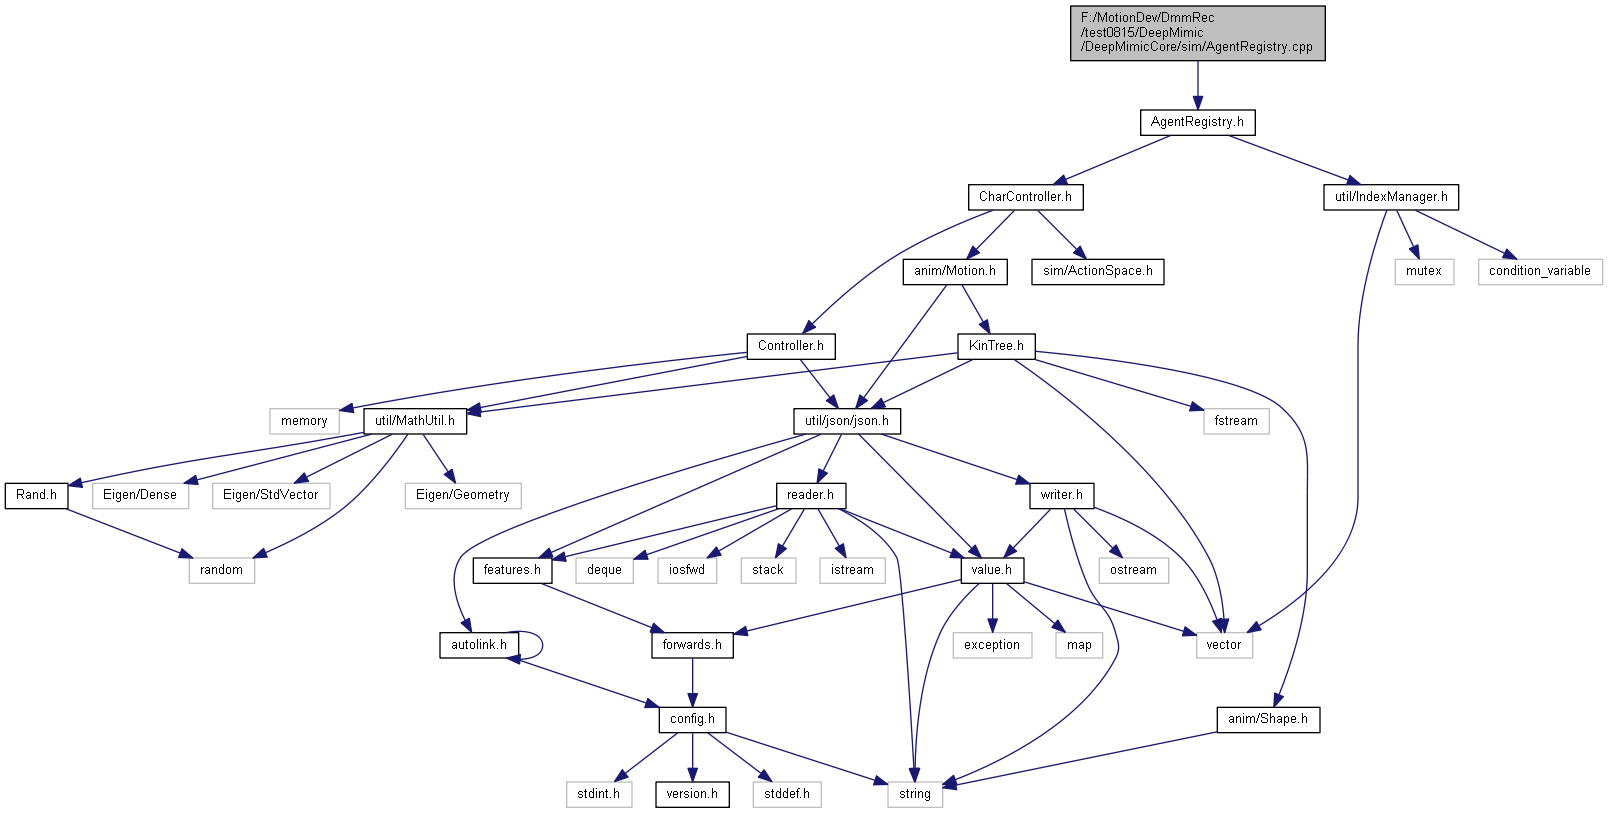 F:/MotionDew/DmmRec
/test0815/DeepMimic
/DeepMimicCore/sim/AgentRegistry.cpp
AgentRegistry.h
CharController.h
util/IndexManager.h
anim/Motion.h
sim/ActionSpace.h
mutex
condition_variable
Controller.h
KinTree.h
memory
util/MathUtil.h
util/json/json.h
fstream
Rand.h
Eigen/Dense
Eigen/StdVector
Eigen/Geometry
reader.h
writer.h
random
features.h
deque
iosfwd
stack
istream
value.h
ostream
autolink.h
forwards.h
exception
map
vector
config.h
anim/Shape.h
stdint.h
version.h
stddef.h
string